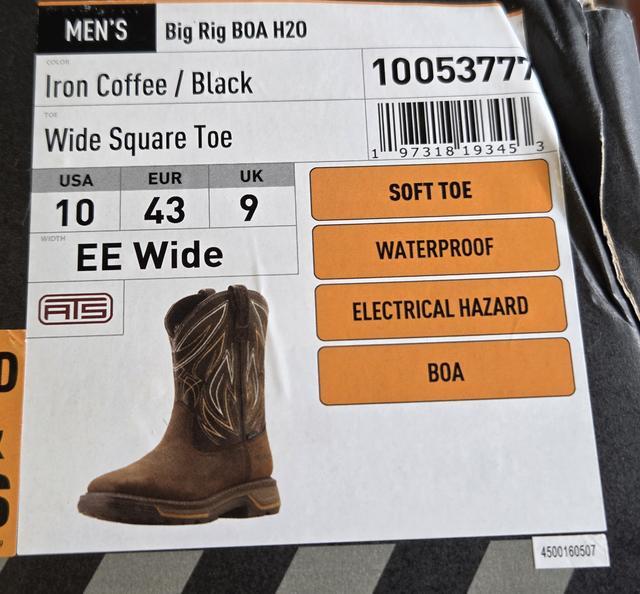 MEN'S
Big Rig BOA H2O
COLOR
Iron Coffee / Black
10053777
TOE
Wide Square Toe
1 97318 19345 3
USA EUR UK
10 43 9
WIDTH
EE Wide
ATS
SOFT TOE
WATERPROOF
ELECTRICAL HAZARD
BOA
4500160507